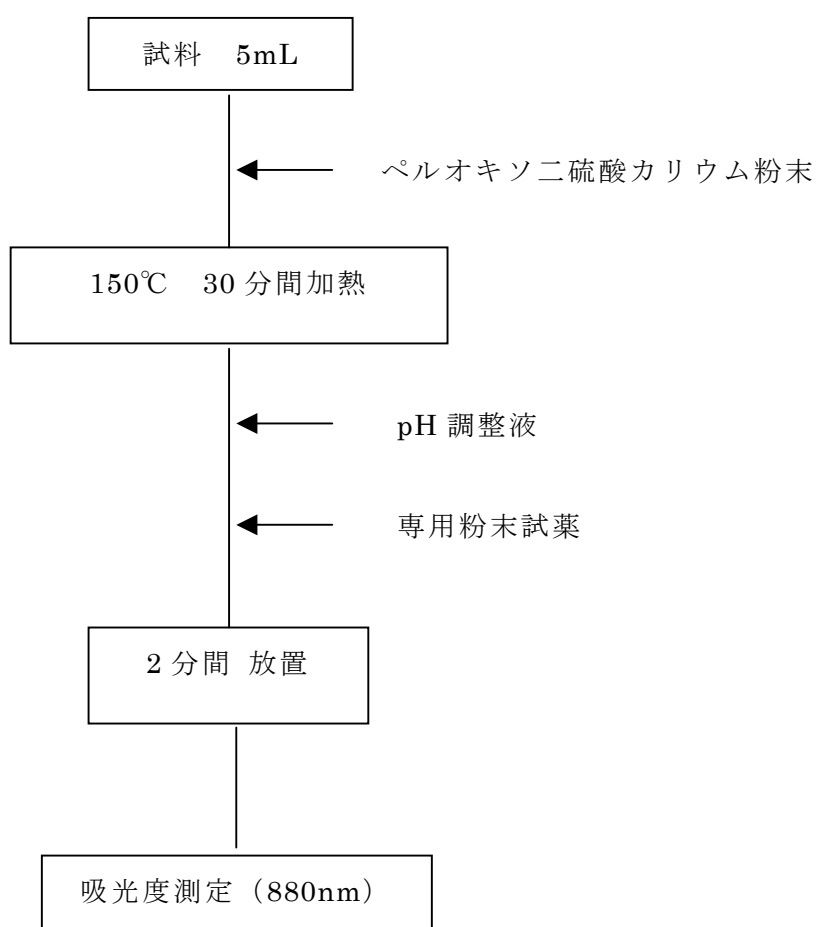 試料　5mL
ペルオキソ二硫酸カリウム粉末
150℃　30分間加熱
pH調整液
専用粉末試薬
2分間 放置
吸光度測定（880nm）